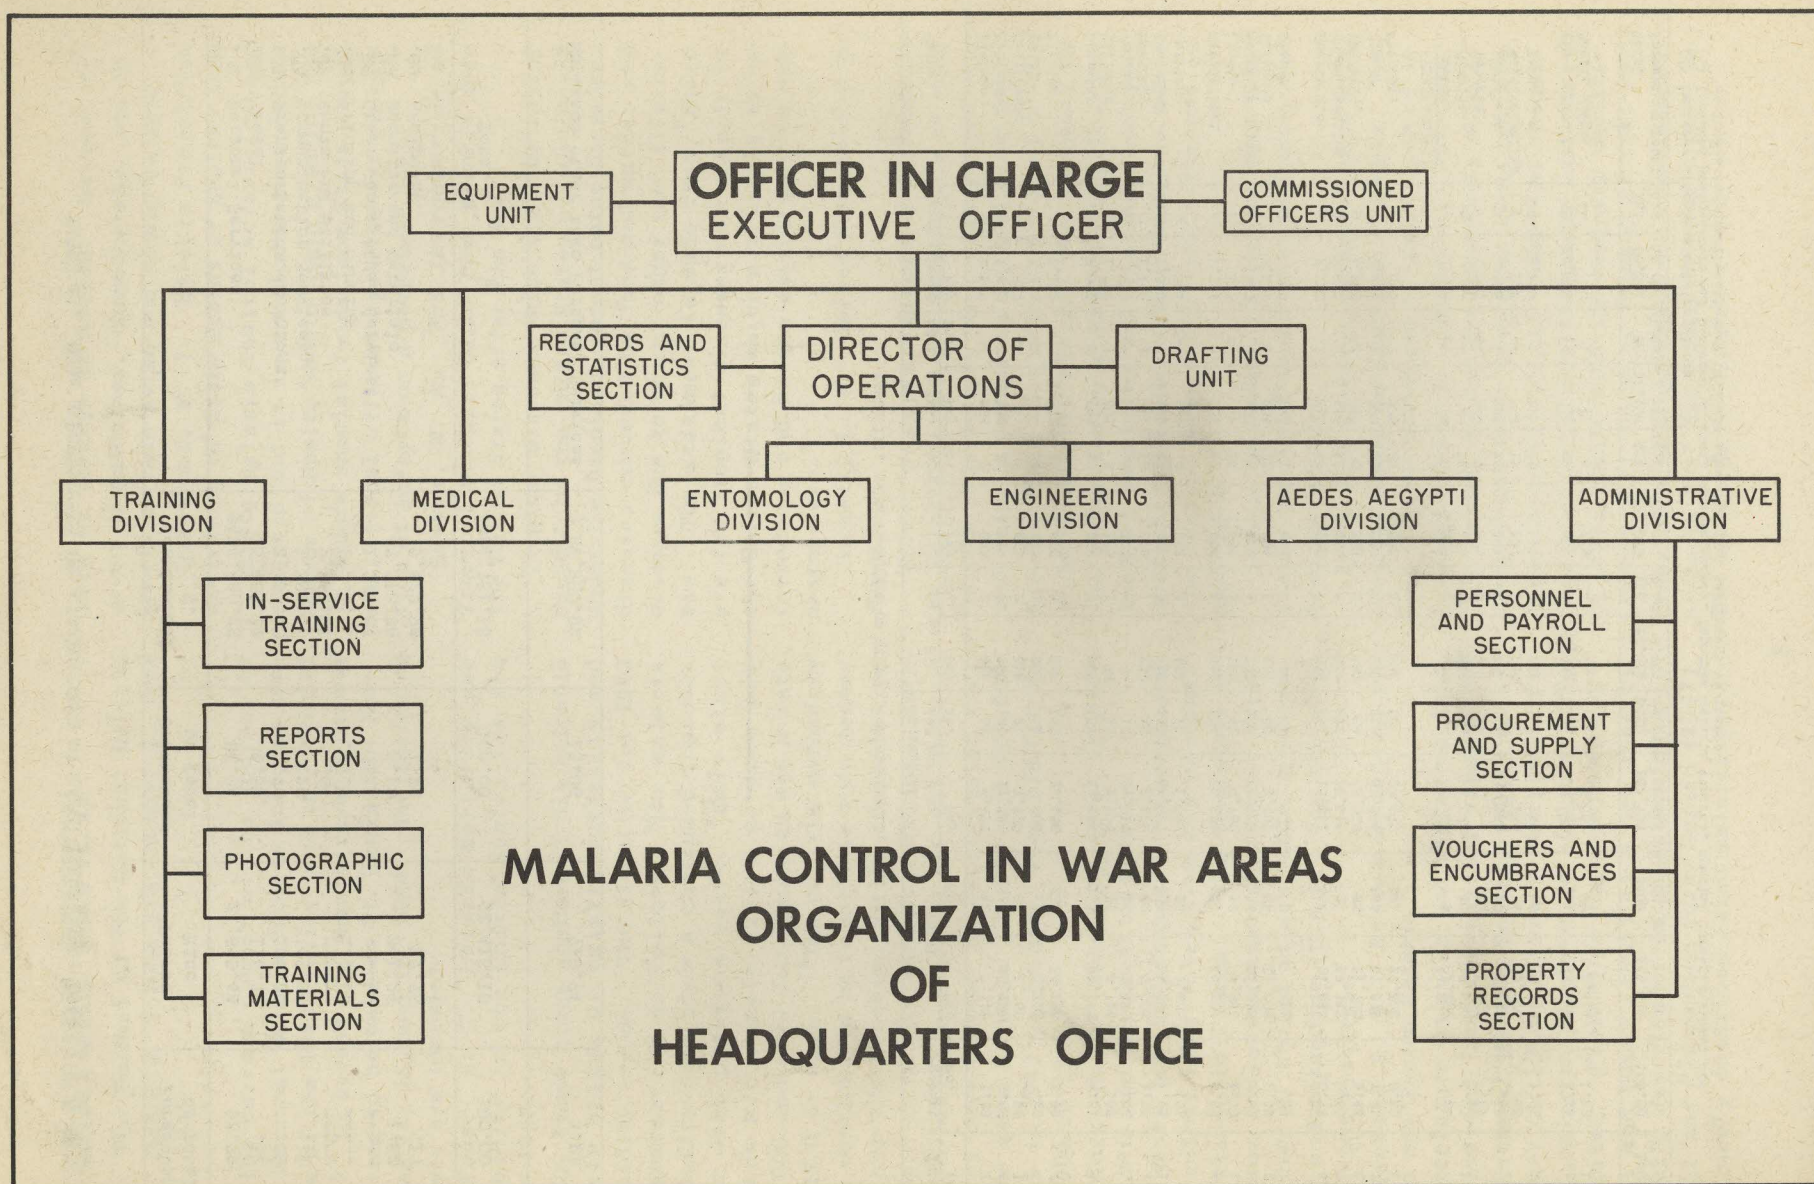 EQUIPMENT
UNIT
OFFICER IN CHARGE
EXECUTIVE OFFICER
COMMISSIONED
OFFICERS UNIT
RECORDS AND
STATISTICS
SECTION
DIRECTOR OF
OPERATIONS
DRAFTING
UNIT
TRAINING
DIVISION
MEDICAL
DIVISION
ENTOMOLOGY
DIVISION
ENGINEERING
DIVISION
AEDES AEGYPTI
DIVISION
ADMINISTRATIVE
DIVISION
IN-SERVICE
TRAINING
SECTION
REPORTS
SECTION
PHOTOGRAPHIC
SECTION
TRAINING
MATERIALS
SECTION
PERSONNEL
AND PAYROLL
SECTION
PROCUREMENT
AND SUPPLY
SECTION
VOUCHERS AND
ENCUMBRANCES
SECTION
PROPERTY
RECORDS
SECTION
MALARIA CONTROL IN WAR AREAS
ORGANIZATION
OF
HEADQUARTERS OFFICE